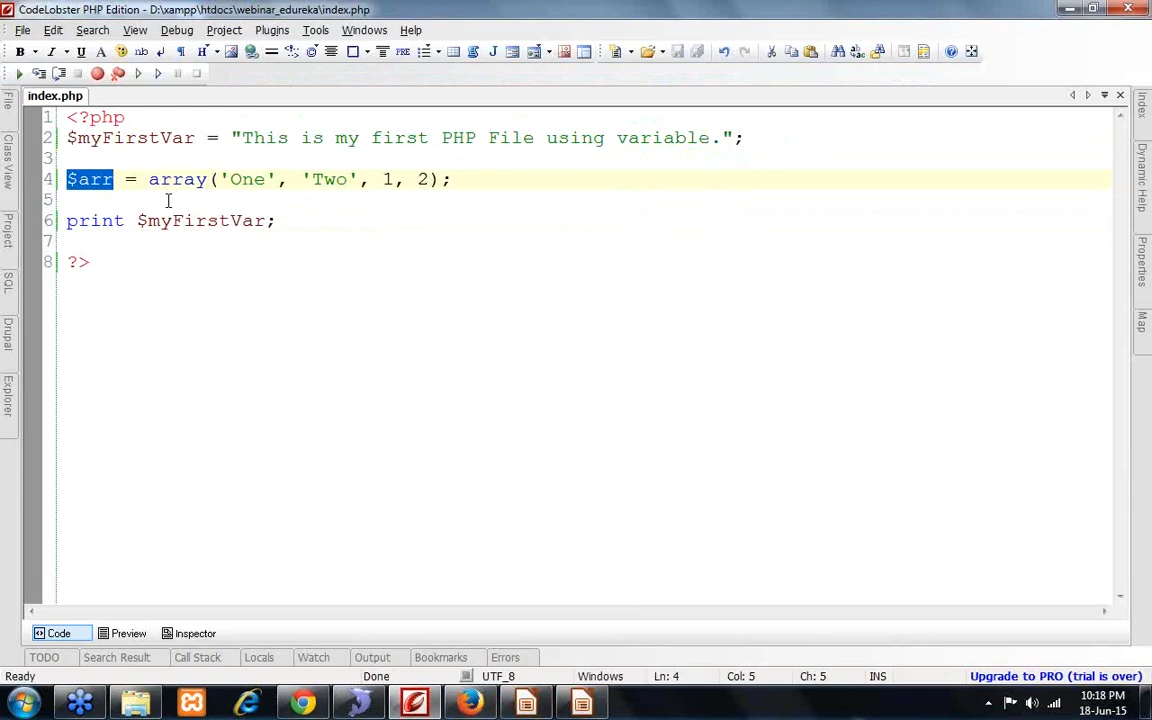 CodeLobster PHP Edition - D:\xampp\htdocs\webinar_edureka\index.php
File Edit Search View Debug Project Plugins Tools Windows Help
B I U A nb ¶ H T PRE J
index.php
1 <?php
2 $myFirstVar = "This is my first PHP File using variable.";
3
4 $arr = array('One', 'Two', 1, 2);
5
6 print $myFirstVar;
7
8 ?>
File
Class View
Project
SQL
Drupal
Explorer
Index
Dynamic Help
Properties
Map
Code Preview Inspector
TODO Search Result Call Stack Locals Watch Output Bookmarks Errors
Ready Done UTF_8 Windows Ln: 4 Col: 5 Ch: 5 INS Upgrade to PRO (trial is over)
10:18 PM
18-Jun-15